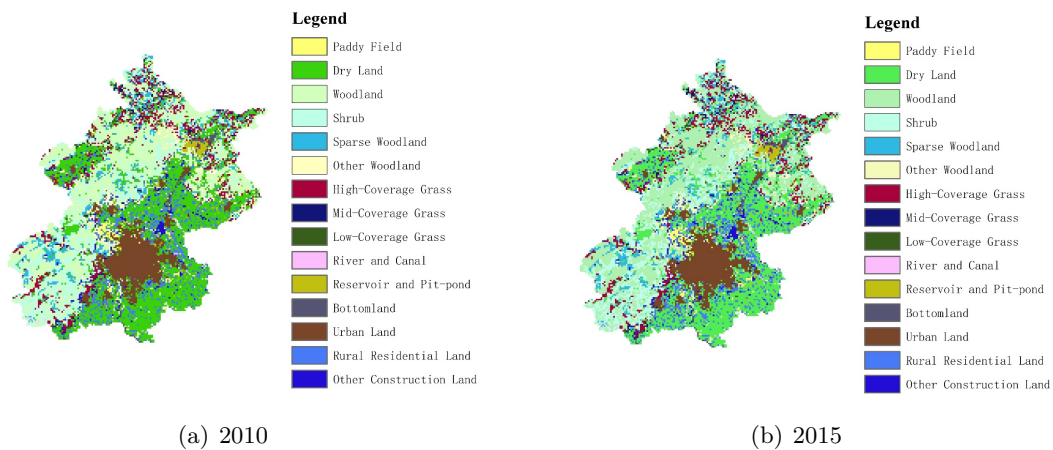 Legend
Paddy Field
Dry Land
Woodland
Shrub
Sparse Woodland
Other Woodland
High-Coverage Grass
Mid-Coverage Grass
Low-Coverage Grass
River and Canal
Reservoir and Pit-pond
Bottomland
Urban Land
Rural Residential Land
Other Construction Land
(a) 2010
Legend
Paddy Field
Dry Land
Woodland
Shrub
Sparse Woodland
Other Woodland
High-Coverage Grass
Mid-Coverage Grass
Low-Coverage Grass
River and Canal
Reservoir and Pit-pond
Bottomland
Urban Land
Rural Residential Land
Other Construction Land
(b) 2015